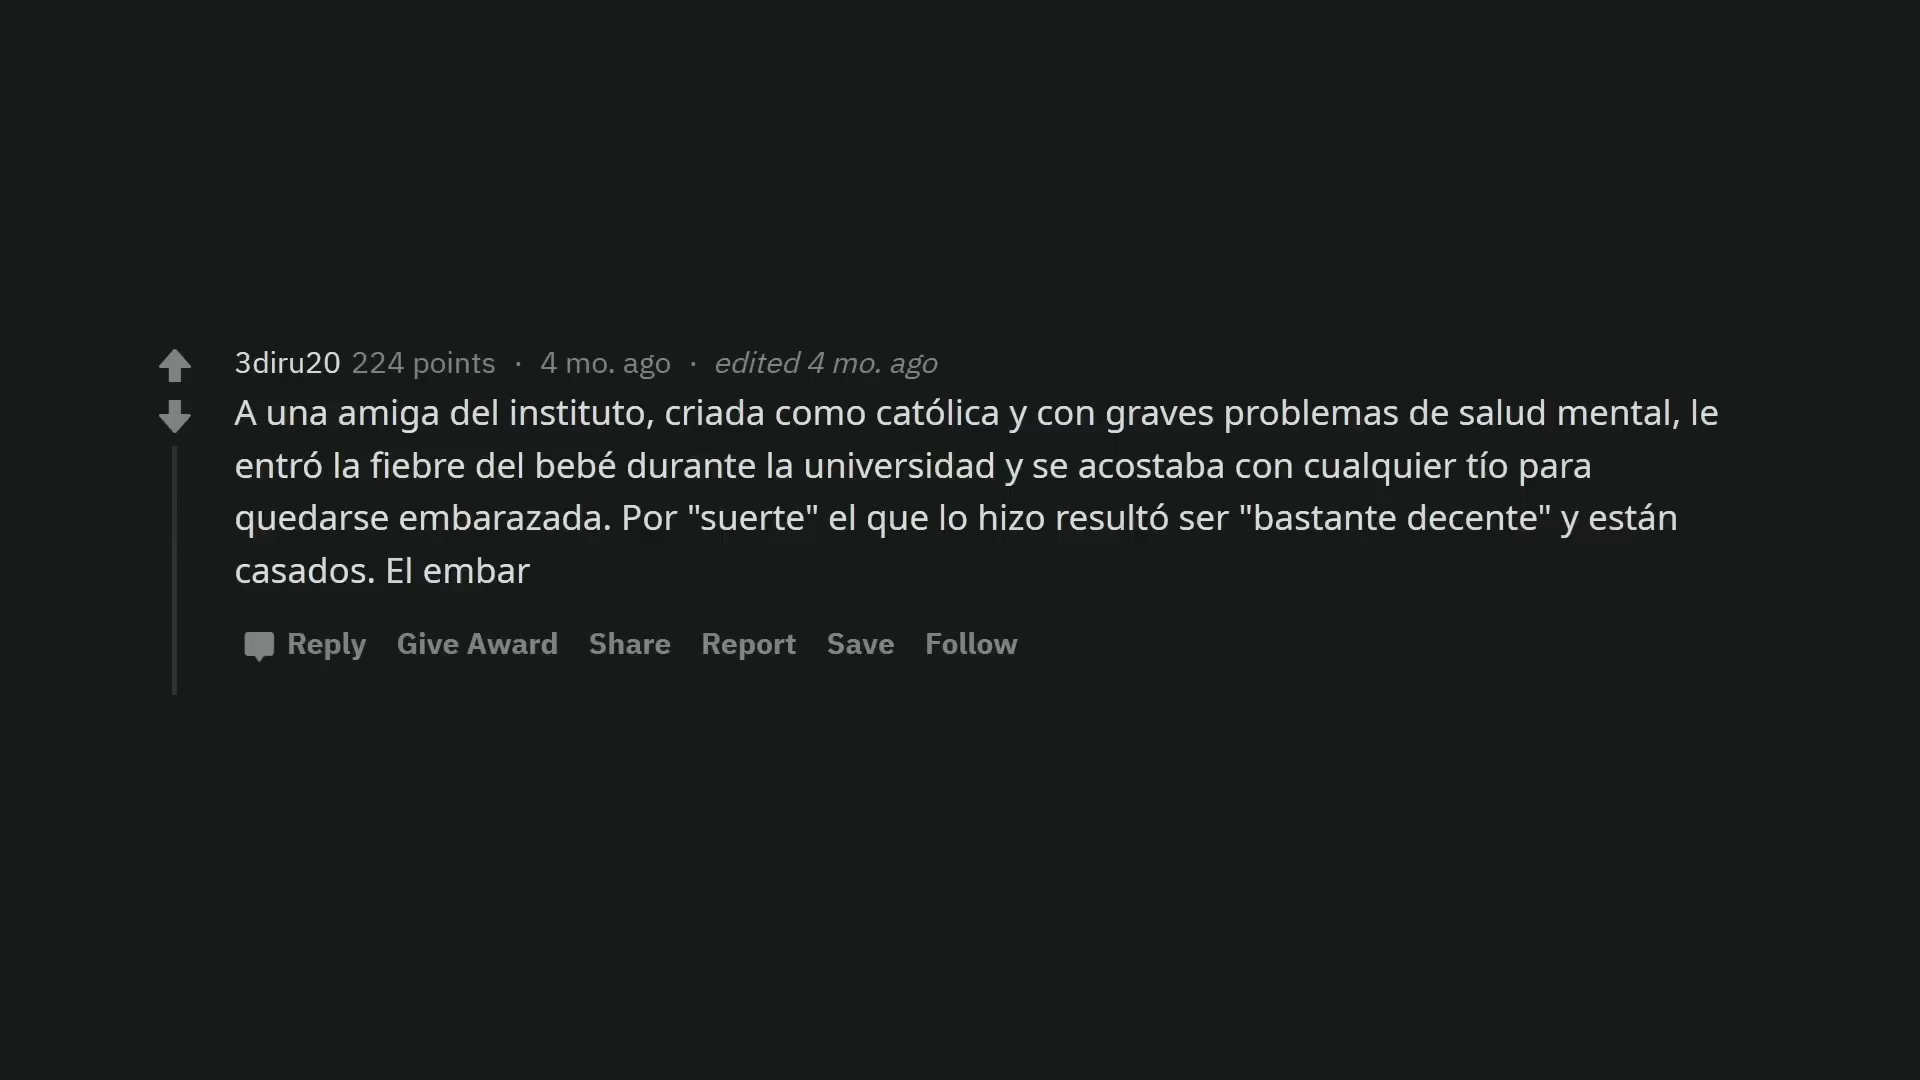 3diru20 224 points · 4 mo. ago · edited 4 mo. ago
A una amiga del instituto, criada como católica y con graves problemas de salud mental, le
entró la fiebre del bebé durante la universidad y se acostaba con cualquier tío para
quedarse embarazada. Por "suerte" el que lo hizo resultó ser "bastante decente" y están
casados. El embar
Reply Give Award Share Report Save Follow